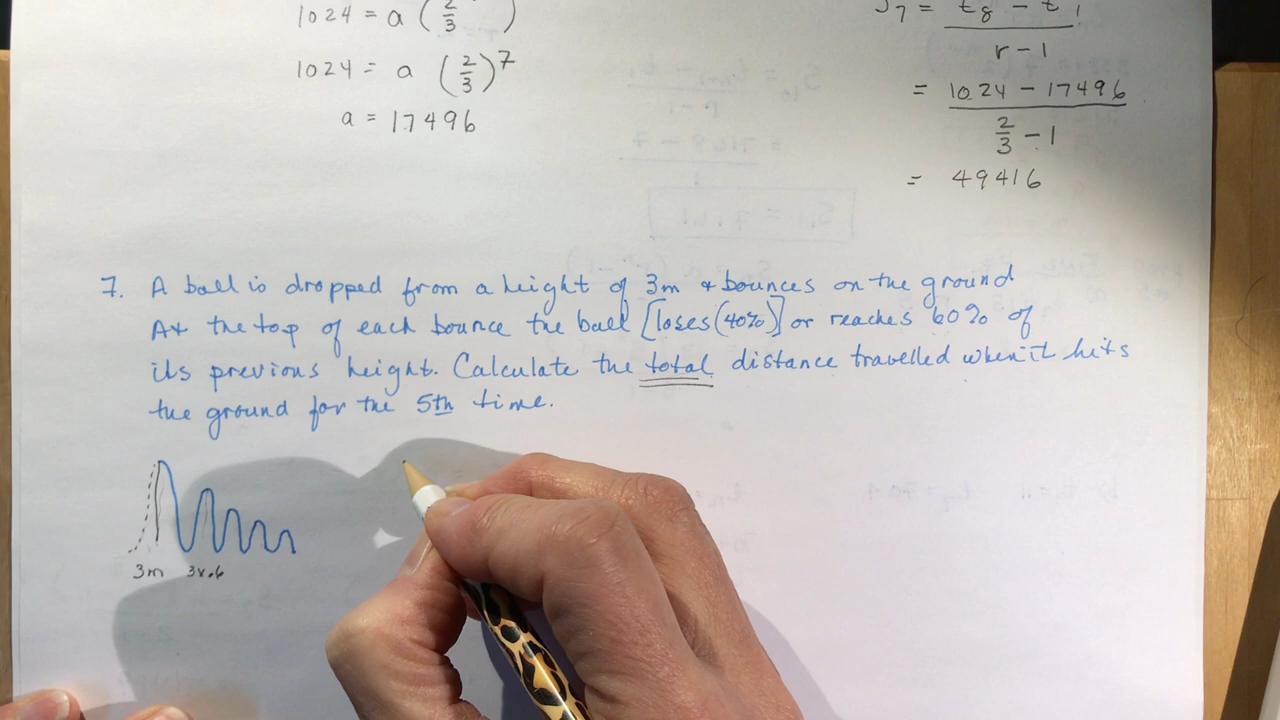 1024 = a (2/3 )
1024 = a (2/3)^7
a = 17496
S7 = t8 - t1 / r - 1
= 1024 - 17496 / 2/3 - 1
= 49416
7. A ball is dropped from a height of 3m & bounces on the ground
At the top of each bounce the ball [loses (40%)] or reaches 60% of
its previous height. Calculate the total distance travelled when it hits
the ground for the 5th time.
3m 3x.6